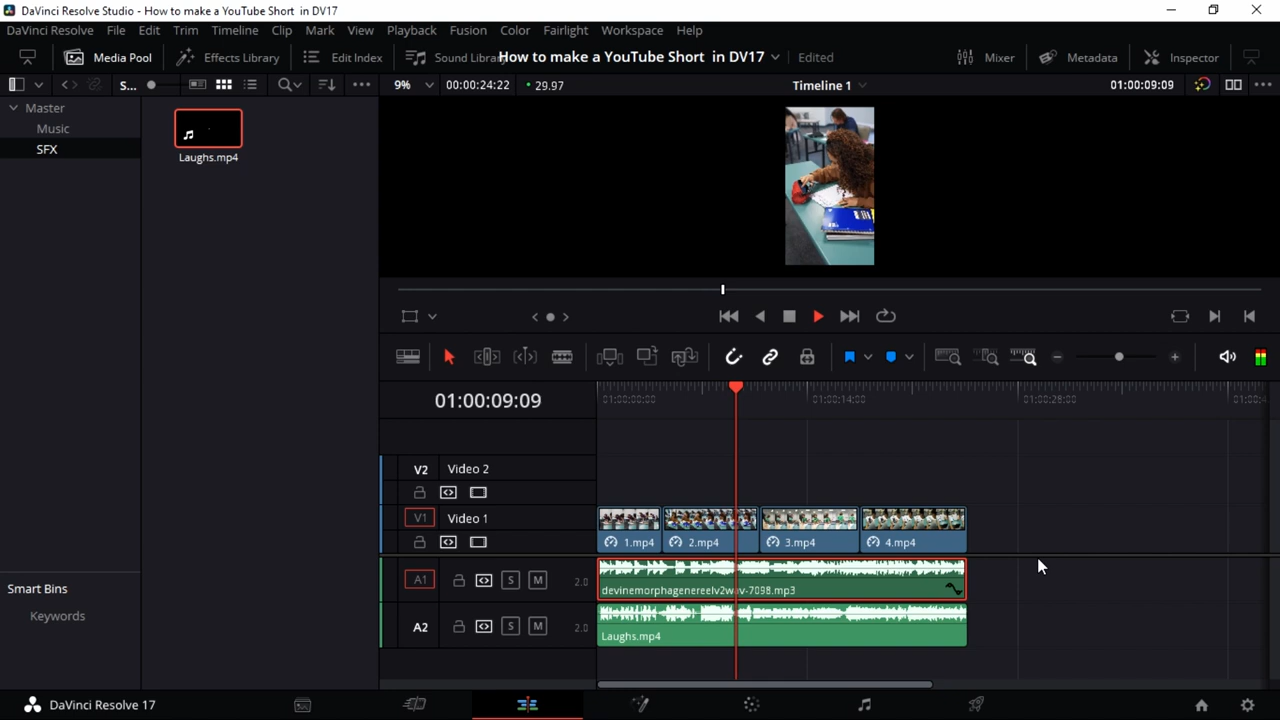 DaVinci Resolve Studio - How to make a YouTube Short in DV17
DaVinci Resolve File Edit Trim Timeline Clip Mark View Playback Fusion Color Fairlight Workspace Help
Media Pool Effects Library Edit Index Sound Libra How to make a YouTube Short in DV17 Edited Mixer Metadata Inspector
S... 9% 00:00:24:22 29.97 Timeline 1 01:00:09:09
Master
Music
SFX
Laughs.mp4
01:00:09:09
01:00:00:00 01:00:14:00 01:00:28:00 01:00:4
V2 Video 2
V1 Video 1
1.mp4 2.mp4 3.mp4 4.mp4
A1 S M 2.0
devinemorphagenereelv2wav-7098.mp3
A2 S M 2.0
Laughs.mp4
Smart Bins
Keywords
DaVinci Resolve 17